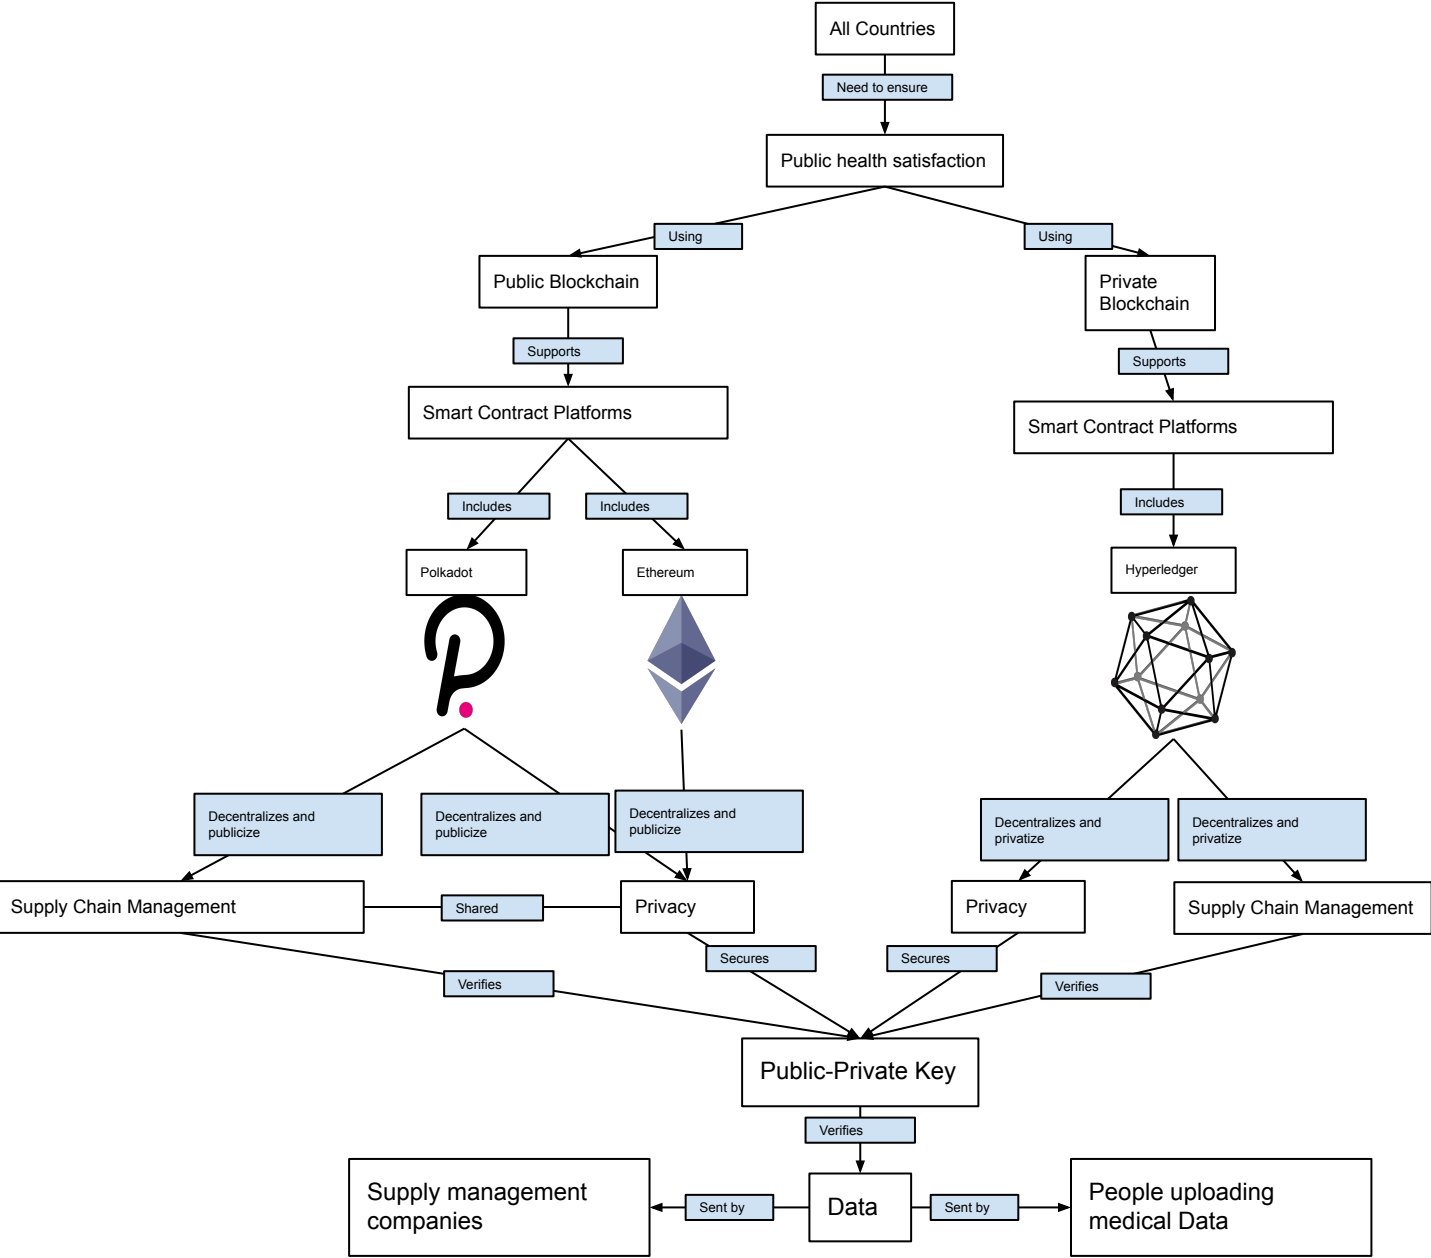 All Countries
Need to ensure
Public health satisfaction
Using
Using
Public Blockchain
Private
Blockchain
Supports
Supports
Smart Contract Platforms
Smart Contract Platforms
Includes
Includes
Includes
Polkadot
Ethereum
Hyperledger
Decentralizes and
publicize
Decentralizes and
publicize
Decentralizes and
publicize
Decentralizes and
privatize
Decentralizes and
privatize
Supply Chain Management
Shared
Privacy
Privacy
Supply Chain Management
Secures
Secures
Verifies
Verifies
Public-Private Key
Verifies
Supply management
companies
Sent by
Data
Sent by
People uploading
medical Data